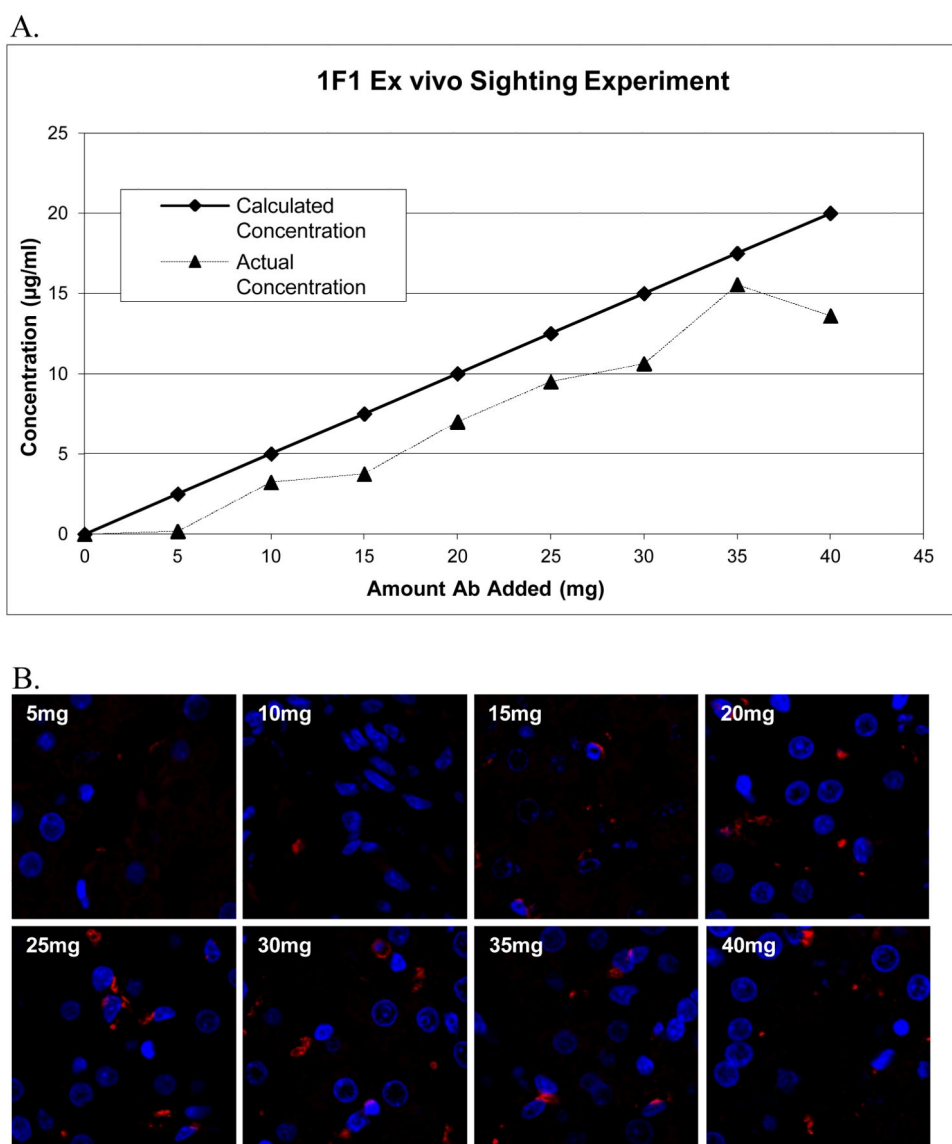 A.
1F1 Ex vivo Sighting Experiment
25
20
15
10
5
0
Concentration (µg/ml)
Calculated
Concentration
Actual
Concentration
0 5 10 15 20 25 30 35 40 45
Amount Ab Added (mg)
B.
5mg 10mg 15mg 20mg
25mg 30mg 35mg 40mg